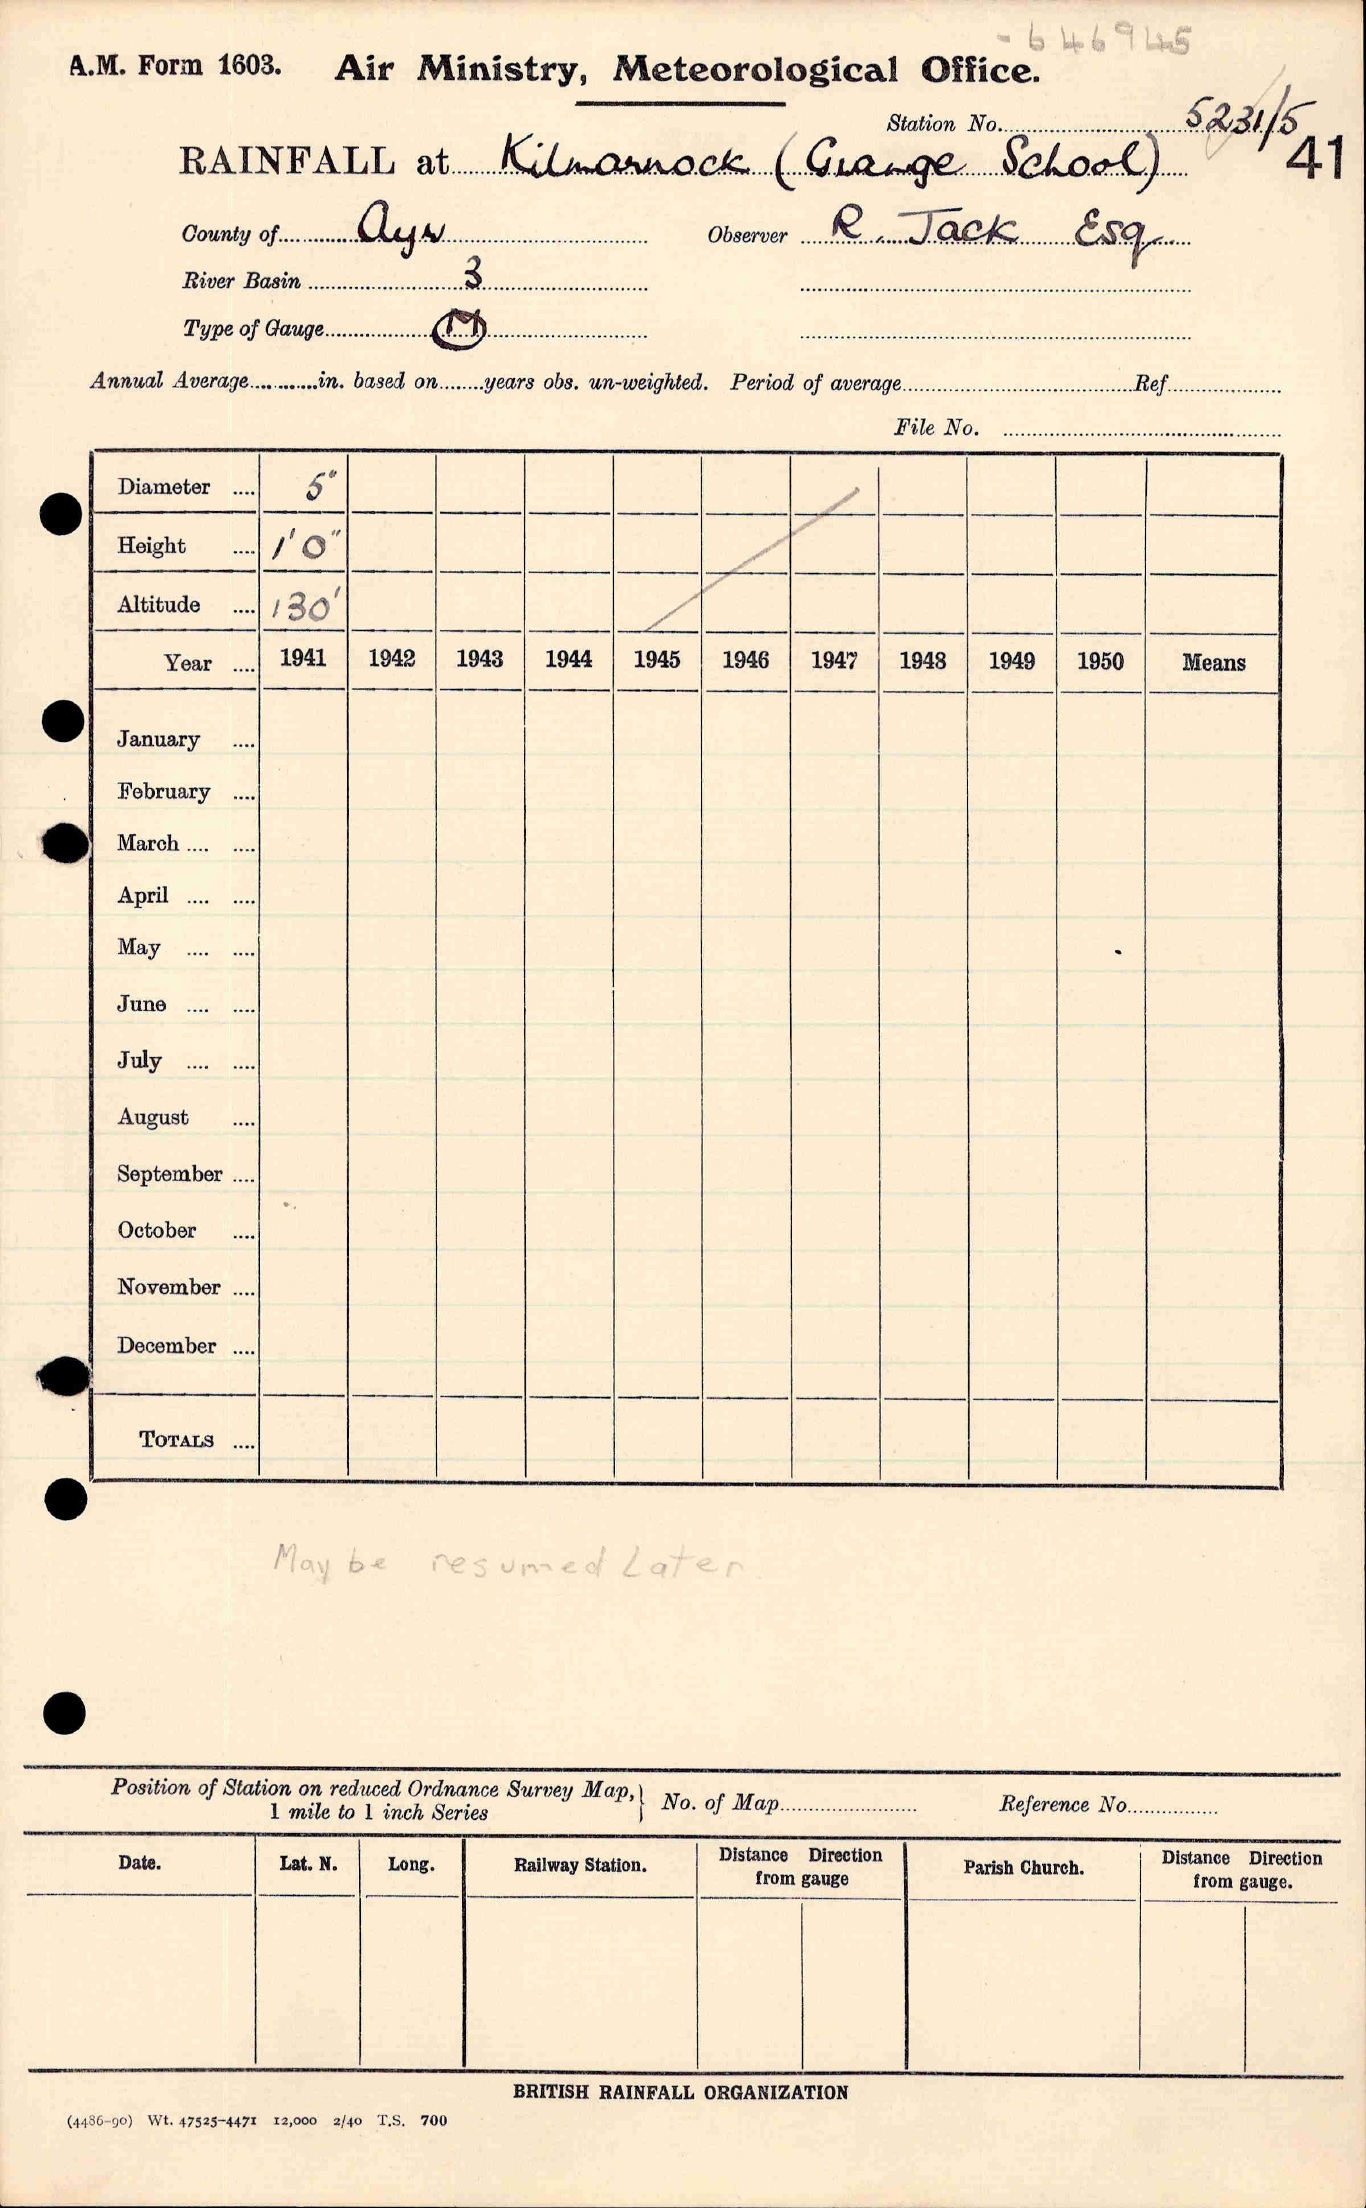 - 646945
A.M. Form 1603. Air Ministry, Meteorological Office.
Station No. 5231/5
41
RAINFALL at Kilmarnock (Grange School)
County of Ayr Observer R. Jack Esq
River Basin 3
Type of Gauge M
Annual Average in. based on years obs. un-weighted. Period of average Ref
File No.
Diameter 5"
Height 1'0"
Altitude 130'
Year 1941 1942 1943 1944 1945 1946 1947 1948 1949 1950 Means
January
February
March
April
May
June
July
August
September
October
November
December
TOTALS
May be resumed Later
Position of Station on reduced Ordnance Survey Map, } No. of Map Reference No.
1 mile to 1 inch Series
Date. Lat. N. Long. Railway Station. Distance Direction from gauge Parish Church. Distance Direction from gauge.
BRITISH RAINFALL ORGANIZATION
(4486-90) Wt. 47525-4471 12,000 2/40 T.S. 700